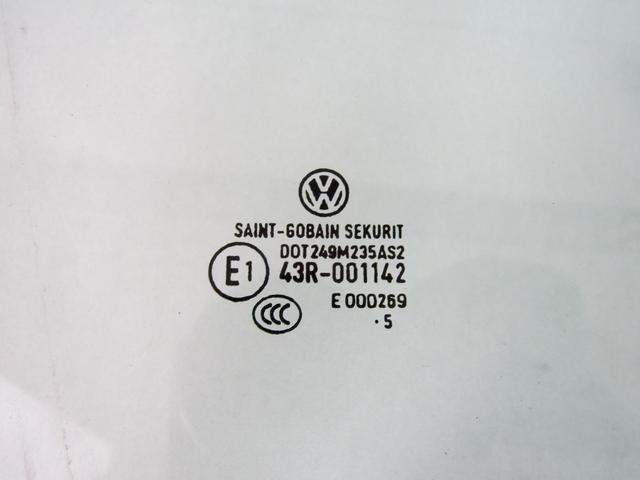 VW
SAINT-GOBAIN SEKURIT
DOT249M235AS2
E1 43R-001142
CCC E000269
·5